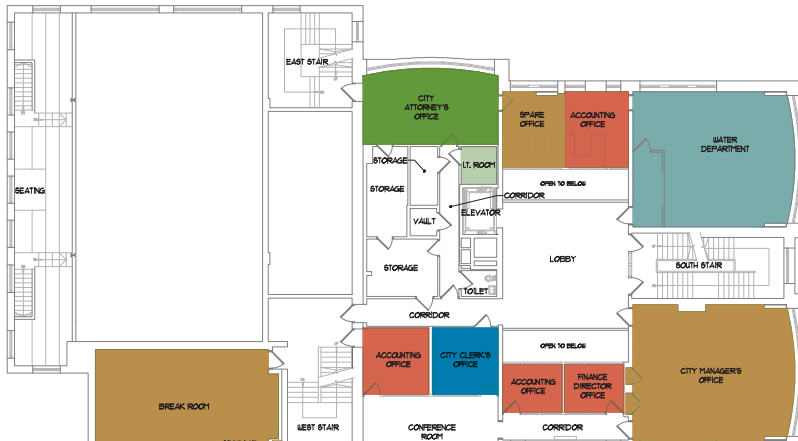 EAST STAIR
CITY
ATTORNEY'S
OFFICE
SPARE
OFFICE
ACCOUNTING
OFFICE
WATER
DEPARTMENT
STORAGE
I.T. ROOM
STORAGE
OPEN TO BELOW
SEATING
CORRIDOR
ELEVATOR
VAULT
LOBBY
STORAGE
SOUTH STAIR
TOILET
CORRIDOR
OPEN TO BELOW
ACCOUNTING
OFFICE
CITY CLERK'S
OFFICE
ACCOUNTING
OFFICE
FINANCE
DIRECTOR
OFFICE
CITY MANAGER'S
OFFICE
BREAK ROOM
WEST STAIR
CONFERENCE
ROOM
CORRIDOR